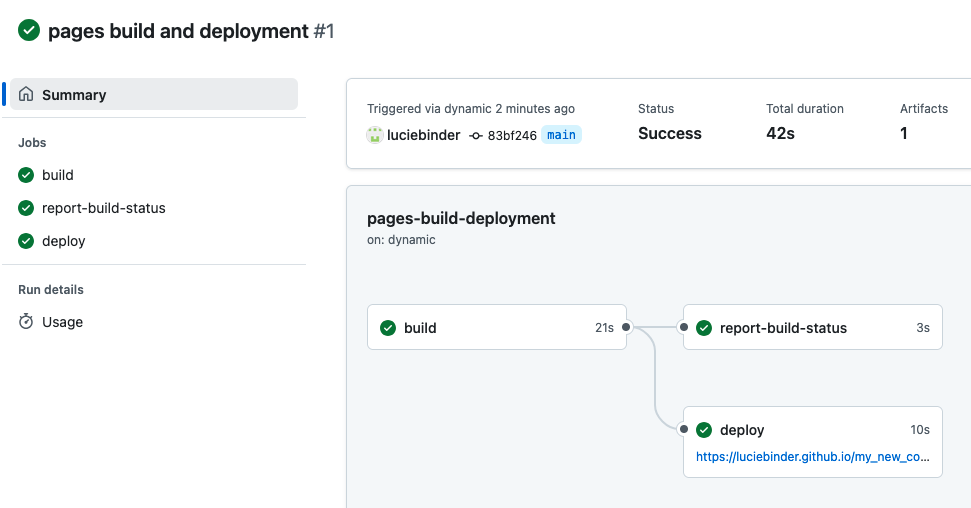 pages build and deployment #1
Summary
Jobs
build
report-build-status
deploy
Run details
Usage
Triggered via dynamic 2 minutes ago
luciebinder 83bf246 main
Status
Success
Total duration
42s
Artifacts
1
pages-build-deployment
on: dynamic
build 21s
report-build-status 3s
deploy 10s
https://luciebinder.github.io/my_new_co...